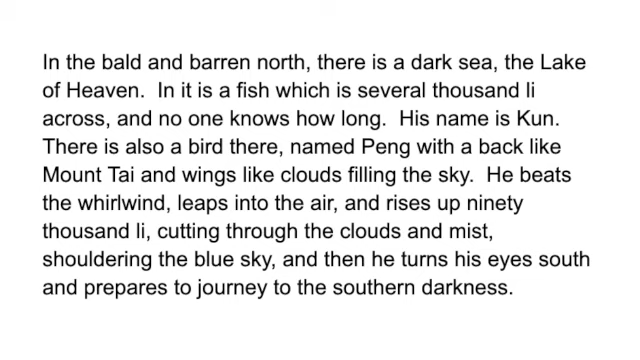 In the bald and barren north, there is a dark sea, the Lake
of Heaven.  In it is a fish which is several thousand li
across, and no one knows how long.  His name is Kun.
There is also a bird there, named Peng with a back like
Mount Tai and wings like clouds filling the sky.  He beats
the whirlwind, leaps into the air, and rises up ninety
thousand li, cutting through the clouds and mist,
shouldering the blue sky, and then he turns his eyes south
and prepares to journey to the southern darkness.